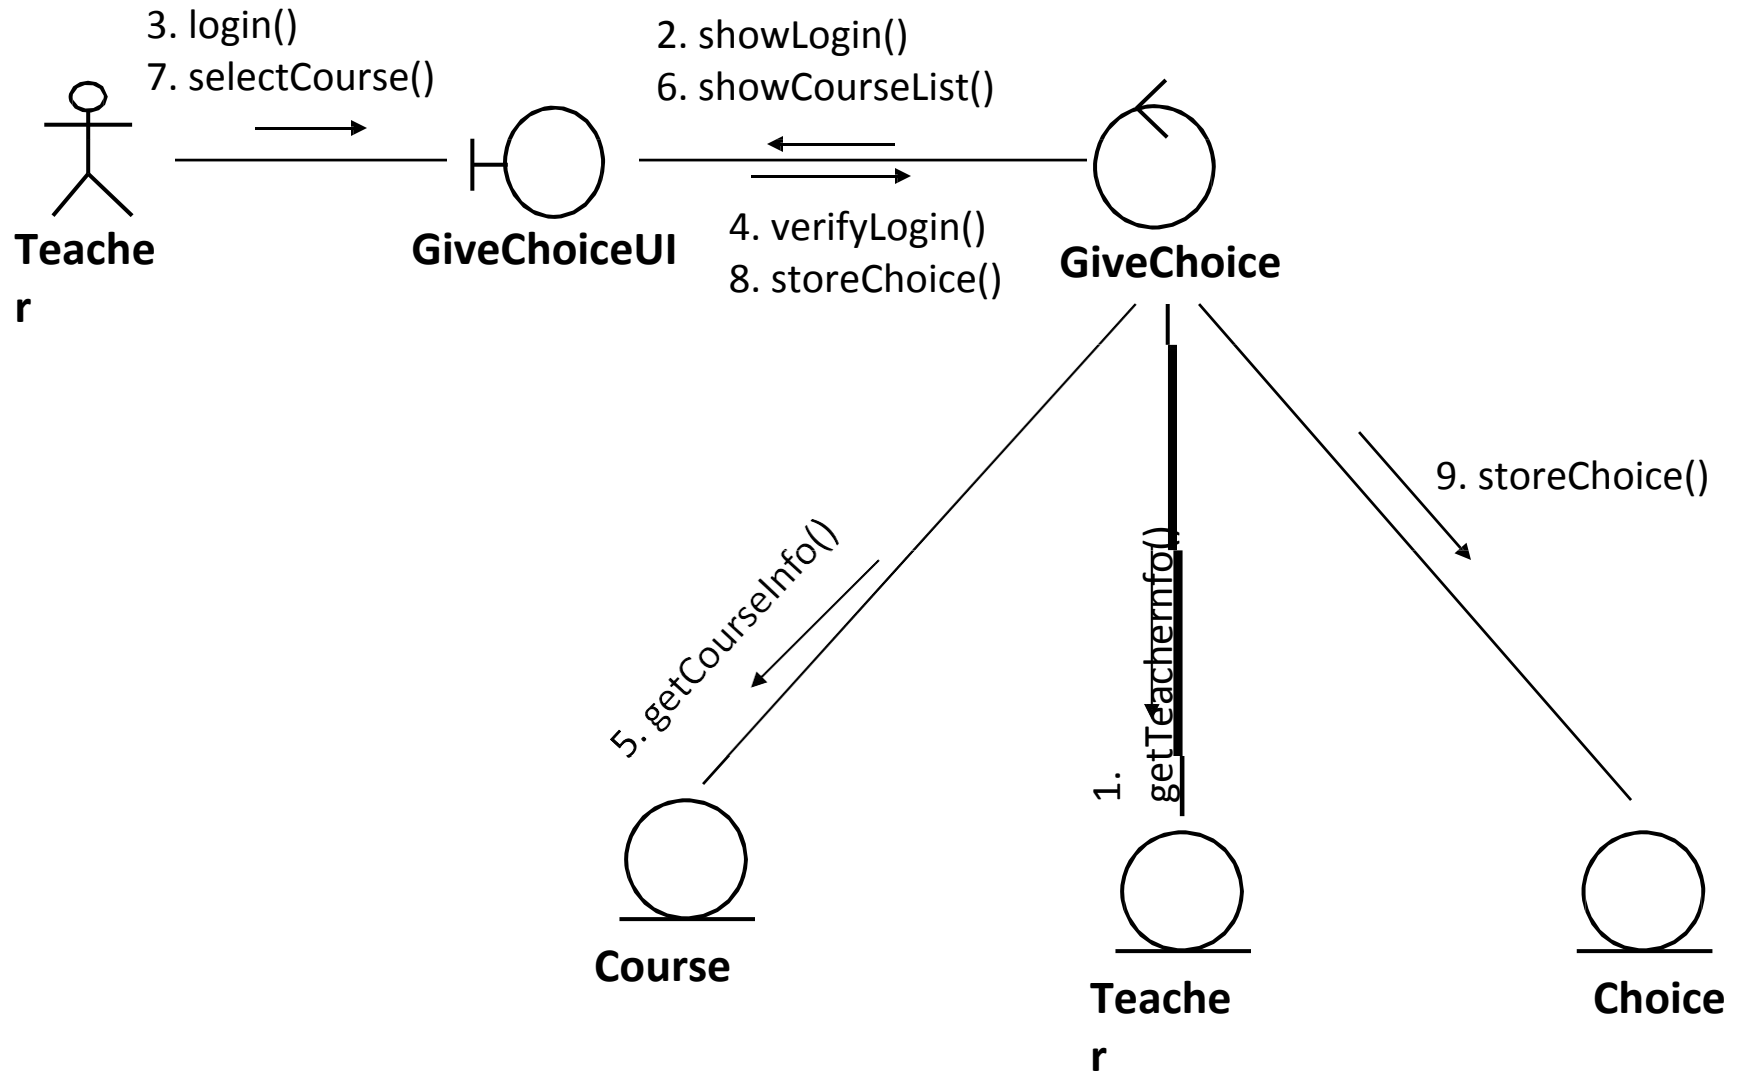 3. login()
7. selectCourse()
2. showLogin()
6. showCourseList()
Teache
r
GiveChoiceUI
4. verifyLogin()
8. storeChoice()
GiveChoice
9. storeChoice()
5. getCourseInfo()
1.
getTeachernfo()
Course
Teache
r
Choice